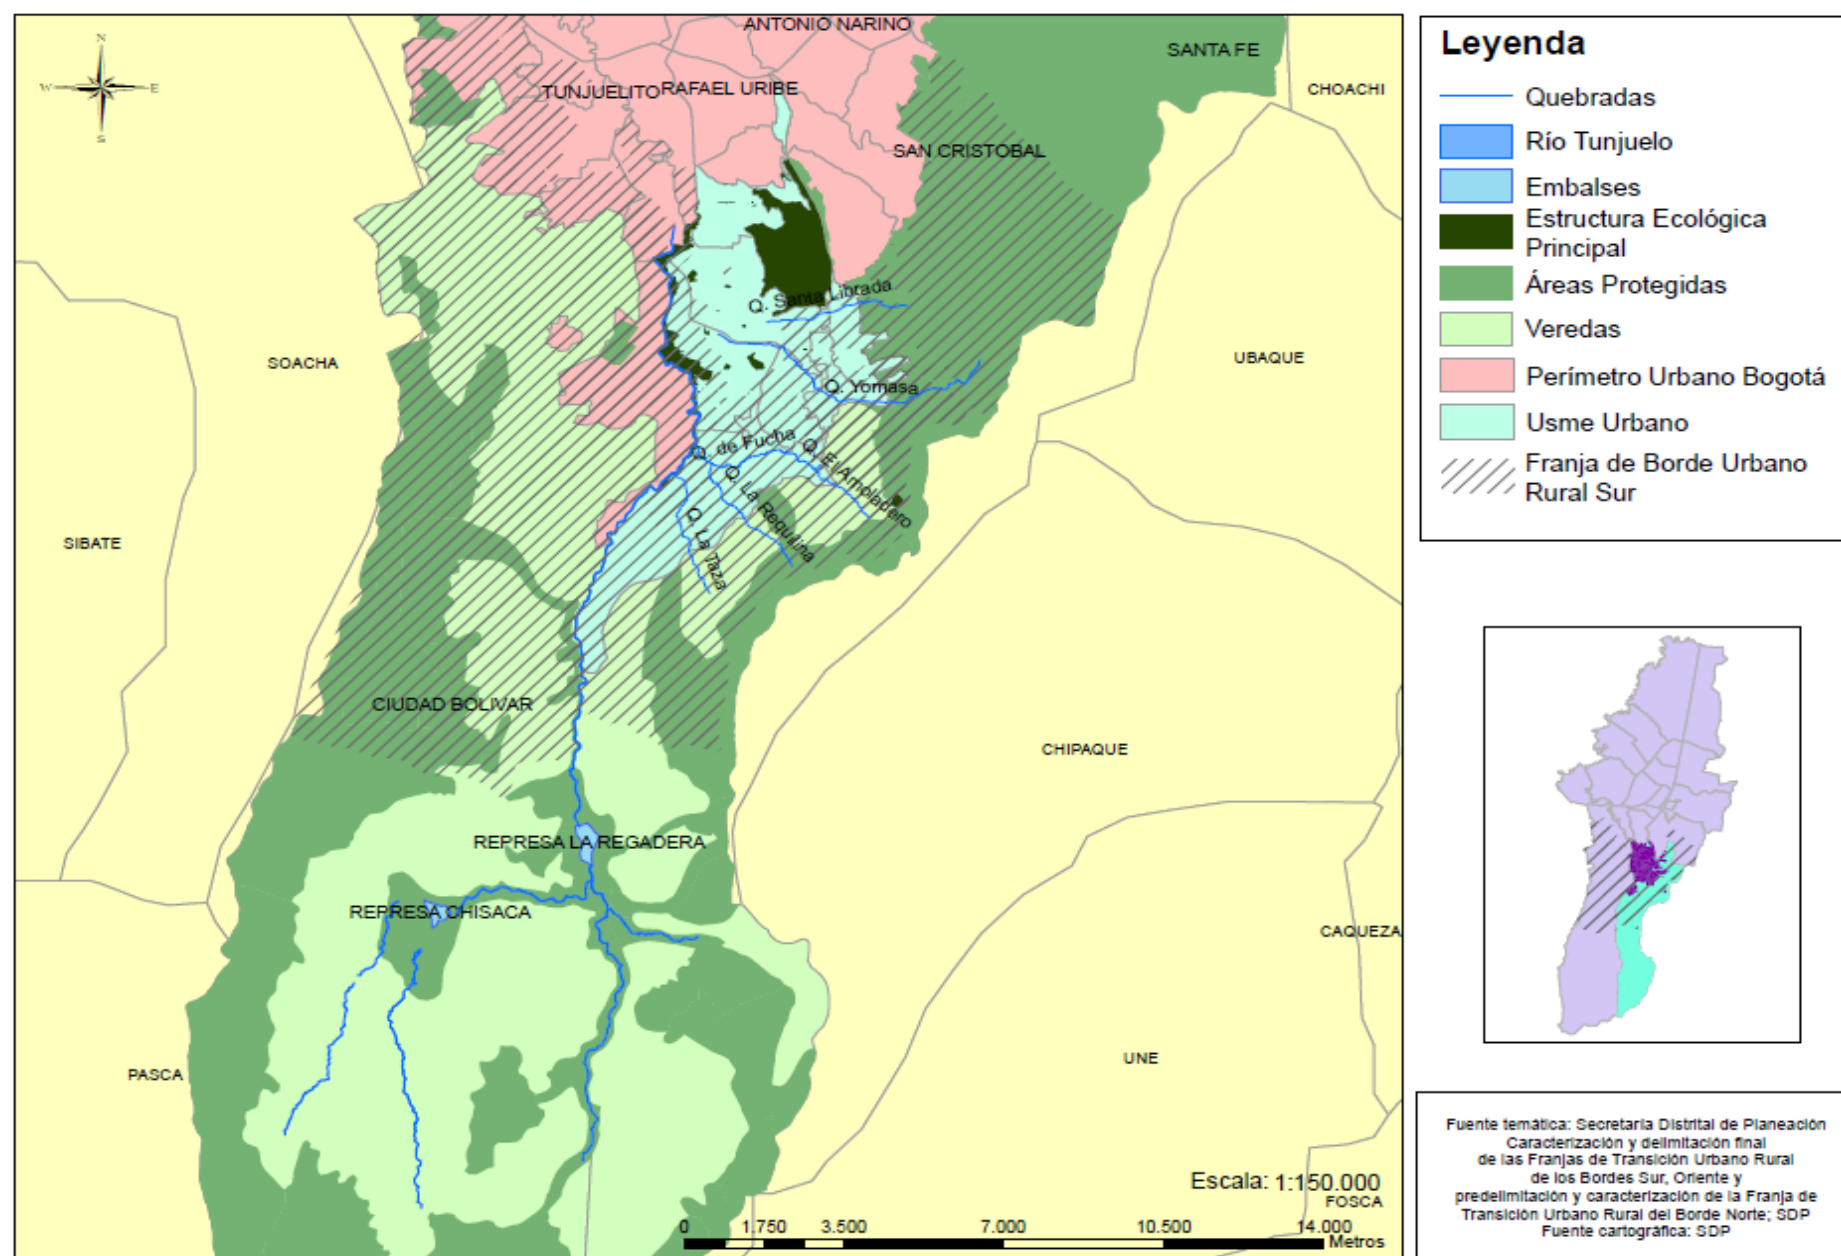 ANTONIO NARINO
SANTA FE
CHOACHI
N
W
E
S
TUNJUELITO
RAFAEL URIBE
SAN CRISTOBAL
Q. Santa Librada
SOACHA
UBAQUE
Q. Yomasa
Q. de Fucha
Q. El Amoladero
Q. La Requilina
Q. La Taza
SIBATE
CIUDAD BOLIVAR
CHIPAQUE
REPRESA LA REGADERA
REPRESA CHISACA
CAQUEZA
PASCA
UNE
Escala: 1:150.000
FOSCA
0 1.750 3.500 7.000 10.500 14.000
Metros
Leyenda
Quebradas
Río Tunjuelo
Embalses
Estructura Ecológica
Principal
Áreas Protegidas
Veredas
Perímetro Urbano Bogotá
Usme Urbano
Franja de Borde Urbano
Rural Sur
Fuente temática: Secretaria Distrital de Planeación
Caracterización y delimitación final
de las Franjas de Transición Urbano Rural
de los Bordes Sur, Oriente y
predelimitación y caracterización de la Franja de
Transición Urbano Rural del Borde Norte; SDP
Fuente cartográfica: SDP